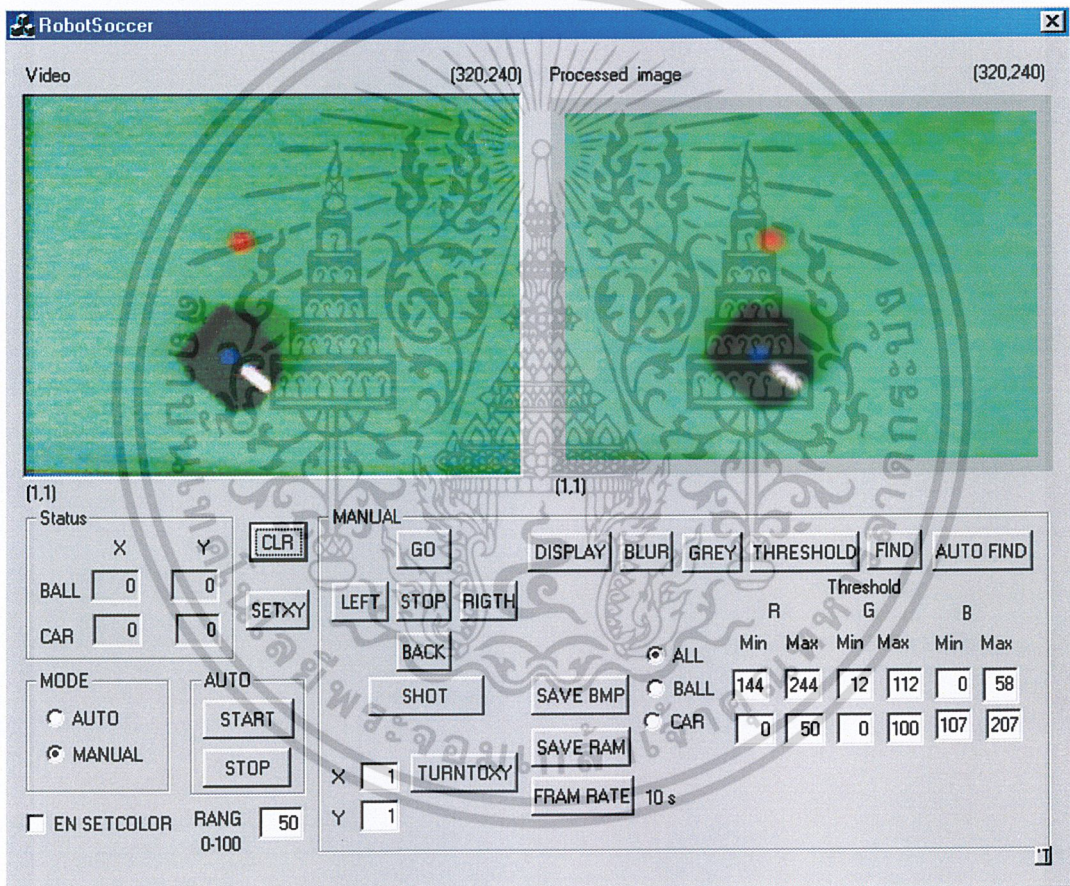 RobotSoccer
Video (320,240) Processed image (320,240)
(1,1) (1,1)
Status
X Y
BALL 0 0
CAR 0 0
CLR
SETXY
MODE
AUTO
MANUAL
AUTO
START
STOP
EN SETCOLOR
RANG 50
0-100
MANUAL
GO
LEFT STOP RIGTH
BACK
SHOT
X 1 TURNTOXY
Y 1
DISPLAY BLUR GREY THRESHOLD FIND AUTO FIND
Threshold
R G B
Min Max Min Max Min Max
ALL
BALL 144 244 12 112 0 58
CAR 0 50 0 100 107 207
SAVE BMP
SAVE RAM
FRAM RATE 10 s